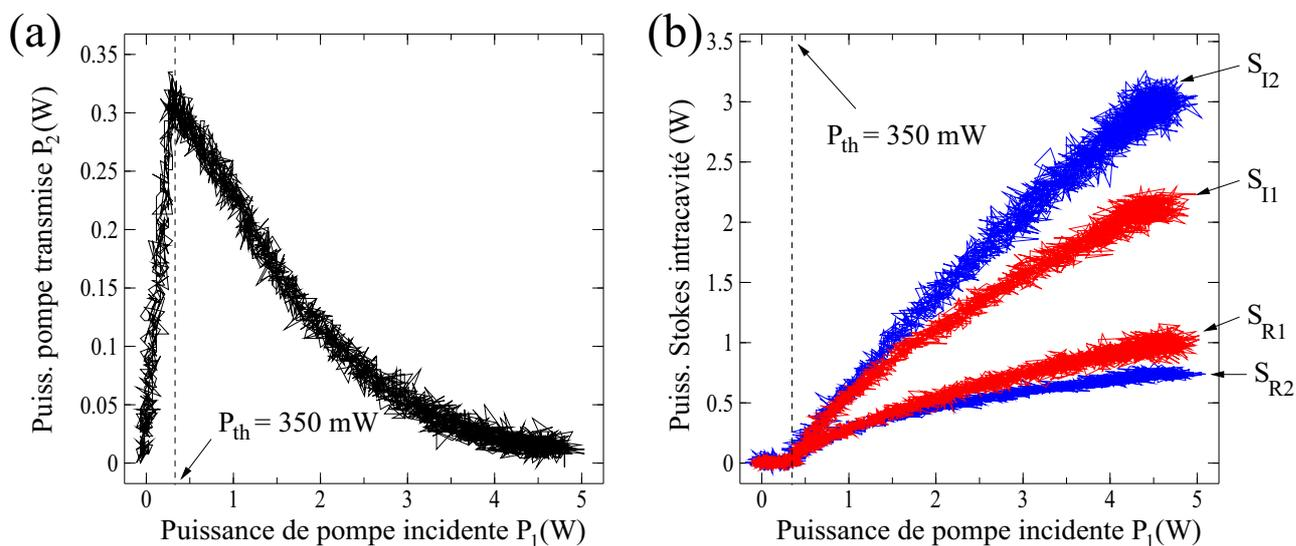 (a)
0.35
0.3
0.25
0.2
0.15
0.1
0.05
0
Puiss. pompe transmise P2(W)
Pth = 350 mW
0 1 2 3 4 5
Puissance de pompe incidente P1(W)
(b)
3.5
3
2.5
2
1.5
1
0.5
0
Puiss. Stokes intracavité (W)
Pth = 350 mW
SI2
SI1
SR1
SR2
0 1 2 3 4 5
Puissance de pompe incidente P1(W)